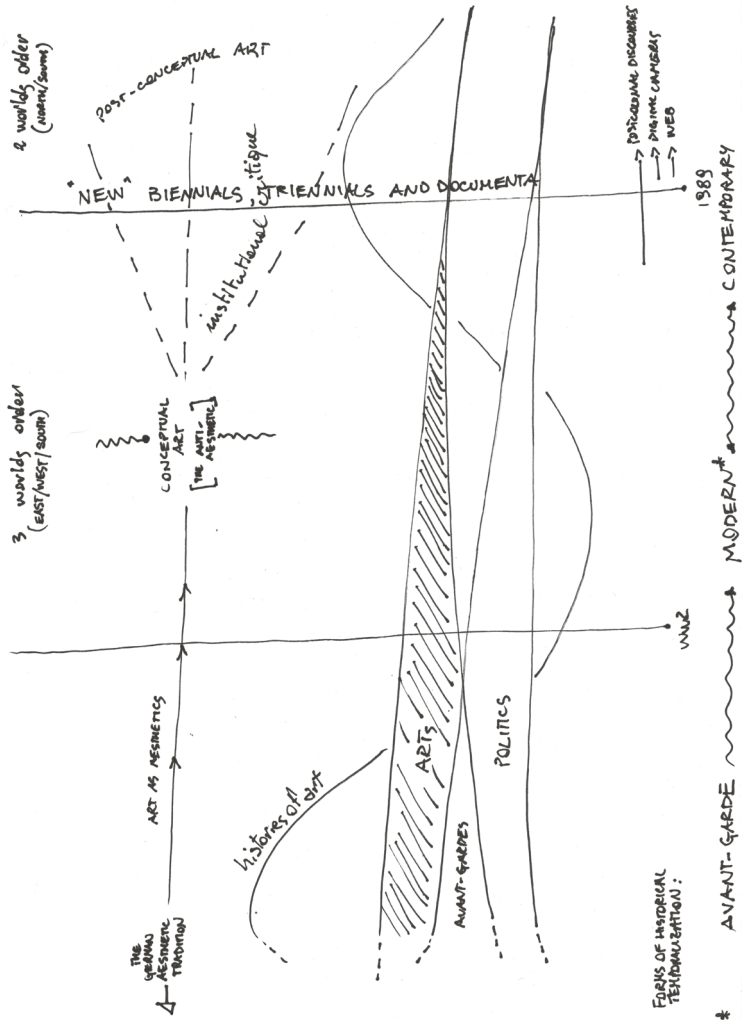 3 worlds order
(EAST/WEST/SOUTH)
2 worlds order
(NORTH/SOUTH)
THE
GERMAN
AESTHETIC
TRADITION
ART AS AESTHETICS
CONCEPTUAL
ART
[THE ANTI-
AESTHETIC]
"NEW" BIENNIALS, TRIENNIALS AND DOCUMENTA
POST-CONCEPTUAL ART
institutional critique
histories of art
ARTS
AVANT-GARDES
POLITICS
WW2
1989
→ POSTCOLONIAL DISCOURSES
→ DIGITAL CAMERAS
→ WEB
FORMS OF HISTORICAL
TEMPORALIZATION:
* AVANT-GARDE MODERN* CONTEMPORARY